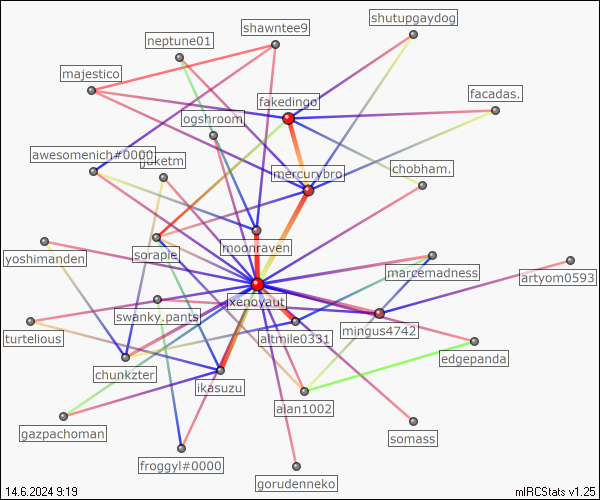 shutupgaydog
shawntee9
neptune01
majestico
facadas.
fakedingo
ogshroom
awesomenich#0000
juketm
chobham.
mercurybro
moonraven
sorapie
yoshimanden
marcemadness
artyom0593
xenoyaut
swanky.pants
mingus4742
turtelious
altmile0331
edgepanda
chunkzter
ikasuzu
alan1002
gazpachoman
somass
froggyl#0000
gorudenneko
14.6.2024 9:19
mIRCStats v1.25